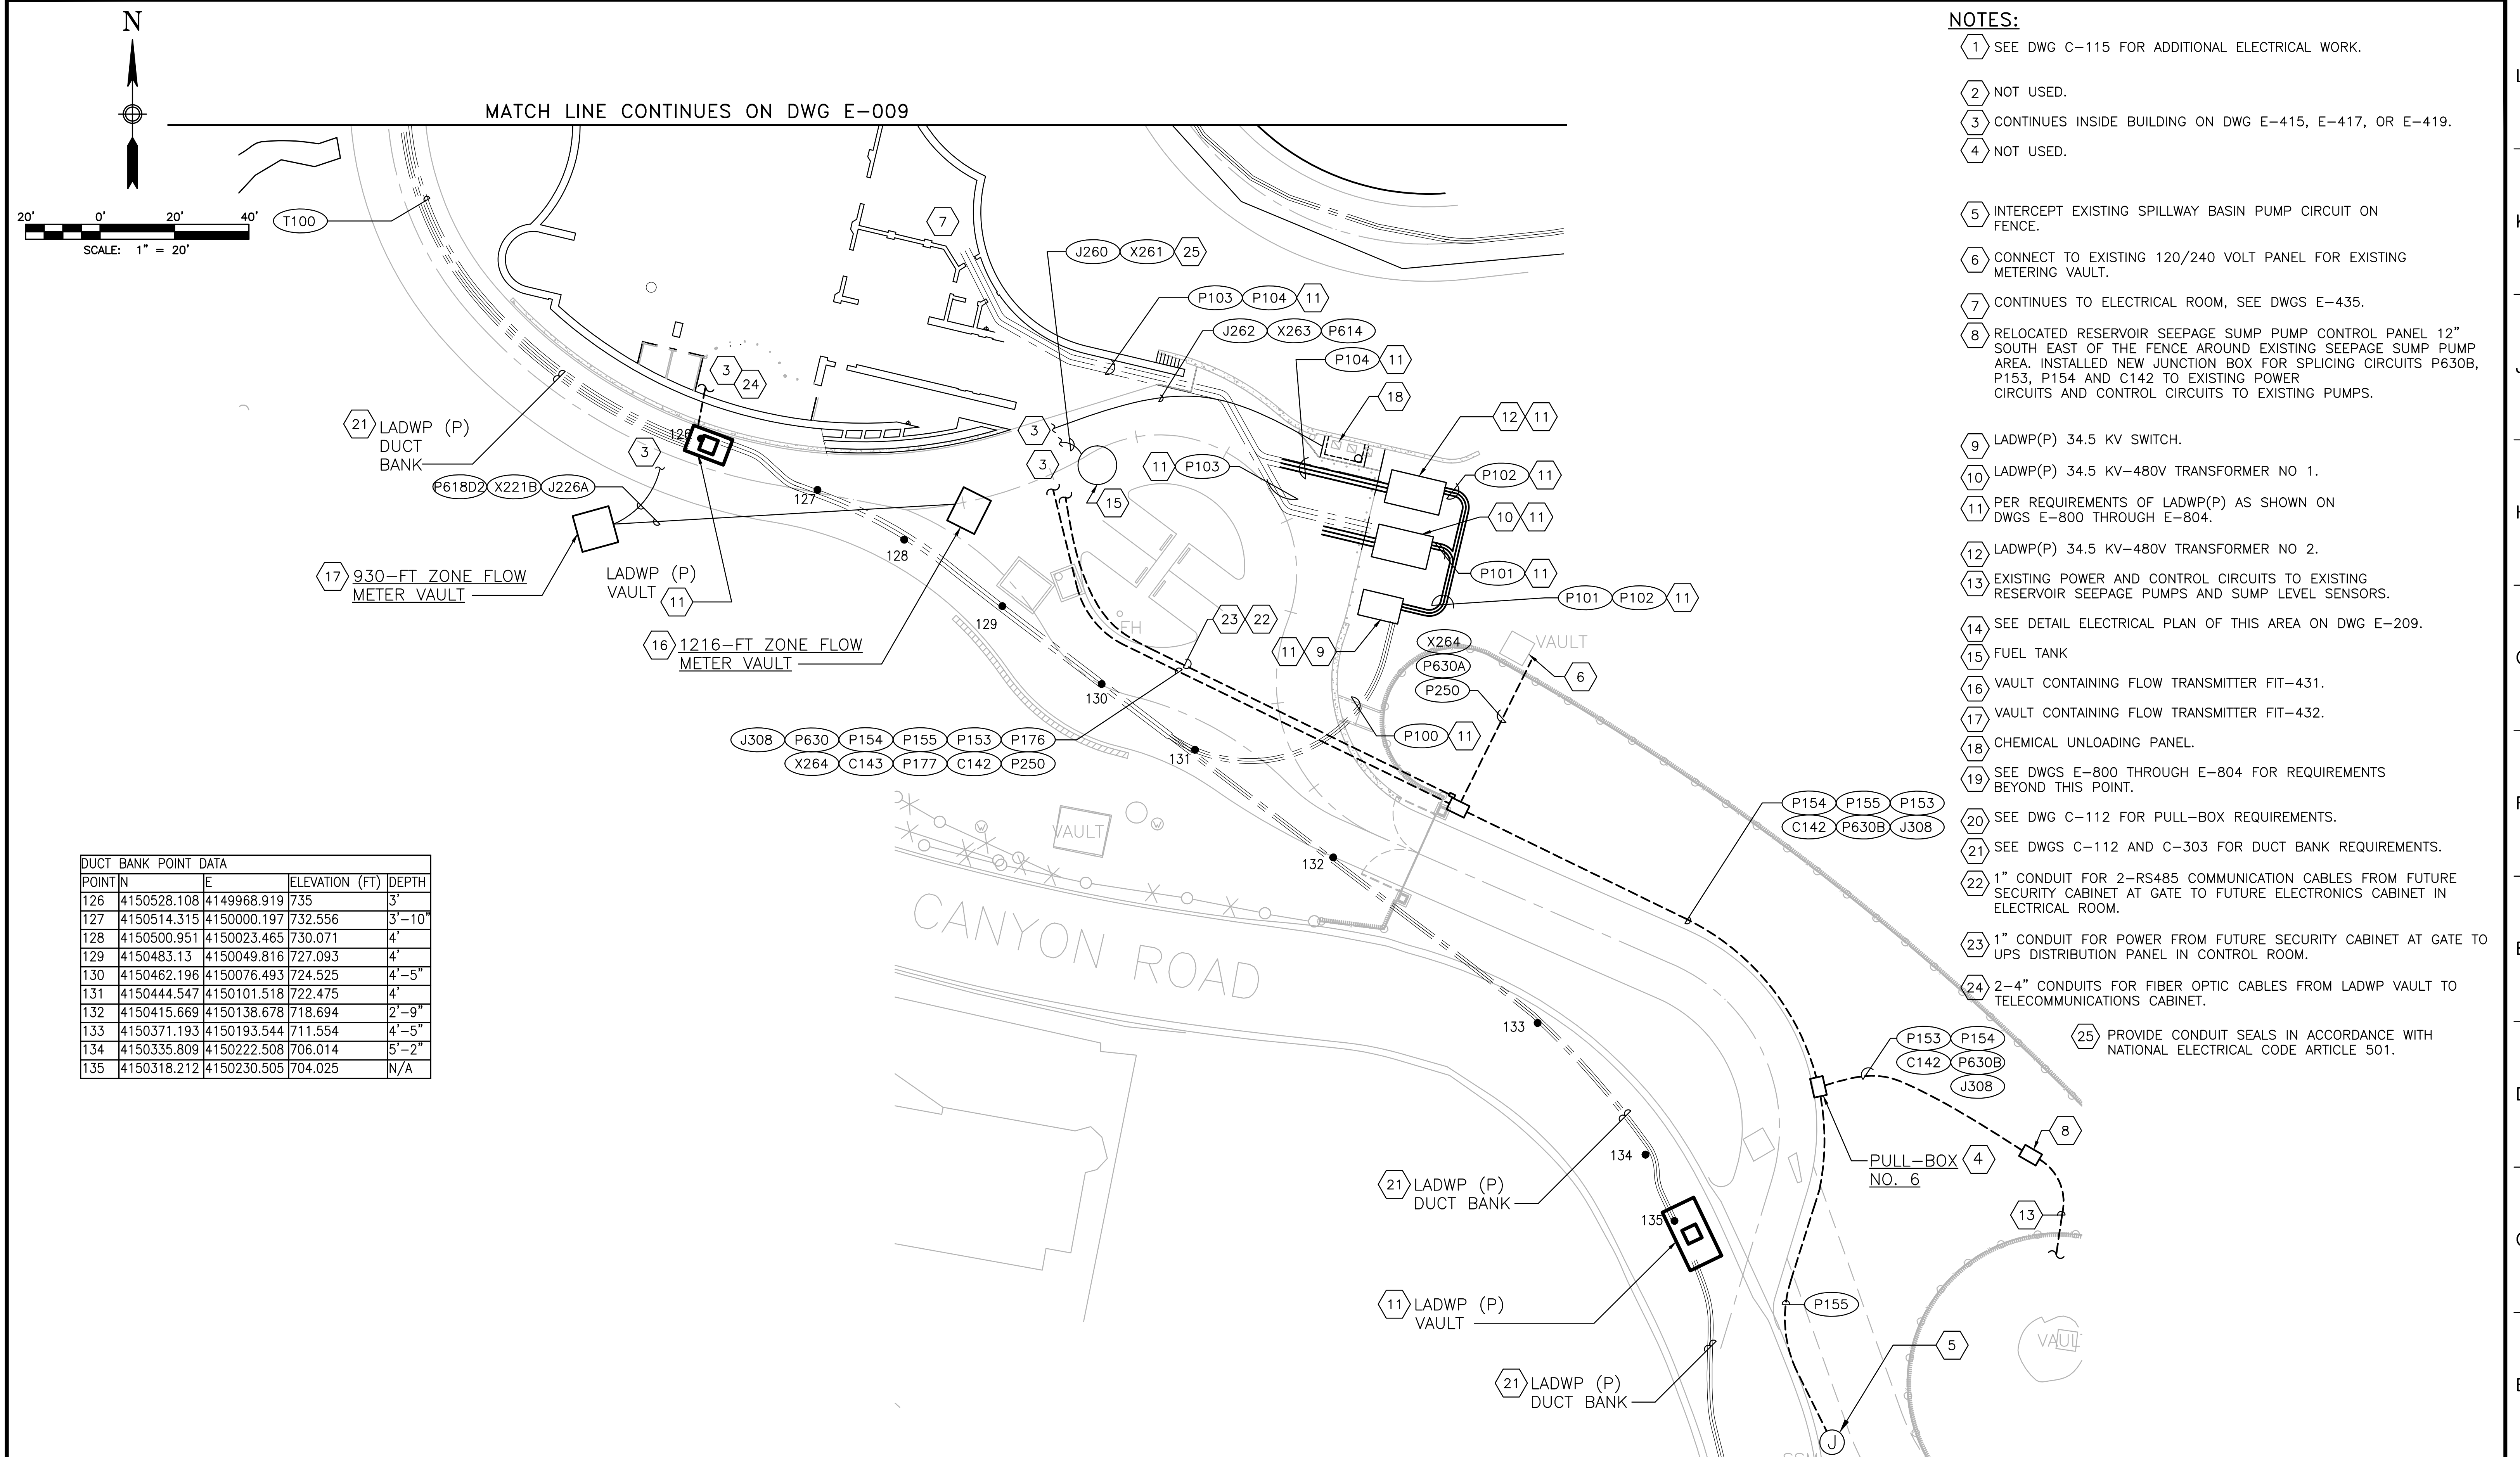 N
MATCH LINE CONTINUES ON DWG E-009
20' 0' 20' 40'
SCALE: 1" = 20'
T100
7
J260 X261 25
P103 P104 11
J262 X263 P614
P104 11
18
12 11
3
24
21 LADWP (P)
DUCT
BANK
126
3
3
3
11 P103
P102 11
P618D2 X221B J226A
127
15
10 11
128
17 930-FT ZONE FLOW
METER VAULT
LADWP (P)
VAULT
11
P101 11
P101 P102 11
129
FH
23 22
16 1216-FT ZONE FLOW
METER VAULT
11 9
X264
P630A
P250
VAULT
6
130
J308 P630 P154 P155 P153 P176
X264 C143 P177 C142 P250
P100 11
131
VAULT
W
W
132
P154 P155 P153
C142 P630B J308
CANYON ROAD
133
P153 P154
C142 P630B
J308
8
134
PULL-BOX 4
NO. 6
21 LADWP (P)
DUCT BANK
135
13
11 LADWP (P)
VAULT
P155
5
VAUL
21 LADWP (P)
DUCT BANK
J
DUCT BANK POINT DATA
POINT N E ELEVATION (FT) DEPTH
126 4150528.108 4149968.919 735 3'
127 4150514.315 4150000.197 732.556 3'-10"
128 4150500.951 4150023.465 730.071 4'
129 4150483.13 4150049.816 727.093 4'
130 4150462.196 4150076.493 724.525 4'-5"
131 4150444.547 4150101.518 722.475 4'
132 4150415.669 4150138.678 718.694 2'-9"
133 4150371.193 4150193.544 711.554 4'-5"
134 4150335.809 4150222.508 706.014 5'-2"
135 4150318.212 4150230.505 704.025 N/A
NOTES:
1 SEE DWG C-115 FOR ADDITIONAL ELECTRICAL WORK.
2 NOT USED.
3 CONTINUES INSIDE BUILDING ON DWG E-415, E-417, OR E-419.
4 NOT USED.
5 INTERCEPT EXISTING SPILLWAY BASIN PUMP CIRCUIT ON
FENCE.
6 CONNECT TO EXISTING 120/240 VOLT PANEL FOR EXISTING
METERING VAULT.
7 CONTINUES TO ELECTRICAL ROOM, SEE DWGS E-435.
8 RELOCATED RESERVOIR SEEPAGE SUMP PUMP CONTROL PANEL 12"
SOUTH EAST OF THE FENCE AROUND EXISTING SEEPAGE SUMP PUMP
AREA. INSTALLED NEW JUNCTION BOX FOR SPLICING CIRCUITS P630B,
P153, P154 AND C142 TO EXISTING POWER
CIRCUITS AND CONTROL CIRCUITS TO EXISTING PUMPS.
9 LADWP(P) 34.5 KV SWITCH.
10 LADWP(P) 34.5 KV-480V TRANSFORMER NO 1.
11 PER REQUIREMENTS OF LADWP(P) AS SHOWN ON
DWGS E-800 THROUGH E-804.
12 LADWP(P) 34.5 KV-480V TRANSFORMER NO 2.
13 EXISTING POWER AND CONTROL CIRCUITS TO EXISTING
RESERVOIR SEEPAGE PUMPS AND SUMP LEVEL SENSORS.
14 SEE DETAIL ELECTRICAL PLAN OF THIS AREA ON DWG E-209.
15 FUEL TANK
16 VAULT CONTAINING FLOW TRANSMITTER FIT-431.
17 VAULT CONTAINING FLOW TRANSMITTER FIT-432.
18 CHEMICAL UNLOADING PANEL.
19 SEE DWGS E-800 THROUGH E-804 FOR REQUIREMENTS
BEYOND THIS POINT.
20 SEE DWG C-112 FOR PULL-BOX REQUIREMENTS.
21 SEE DWGS C-112 AND C-303 FOR DUCT BANK REQUIREMENTS.
22 1" CONDUIT FOR 2-RS485 COMMUNICATION CABLES FROM FUTURE
SECURITY CABINET AT GATE TO FUTURE ELECTRONICS CABINET IN
ELECTRICAL ROOM.
23 1" CONDUIT FOR POWER FROM FUTURE SECURITY CABINET AT GATE TO
UPS DISTRIBUTION PANEL IN CONTROL ROOM.
24 2-4" CONDUITS FOR FIBER OPTIC CABLES FROM LADWP VAULT TO
TELECOMMUNICATIONS CABINET.
25 PROVIDE CONDUIT SEALS IN ACCORDANCE WITH
NATIONAL ELECTRICAL CODE ARTICLE 501.